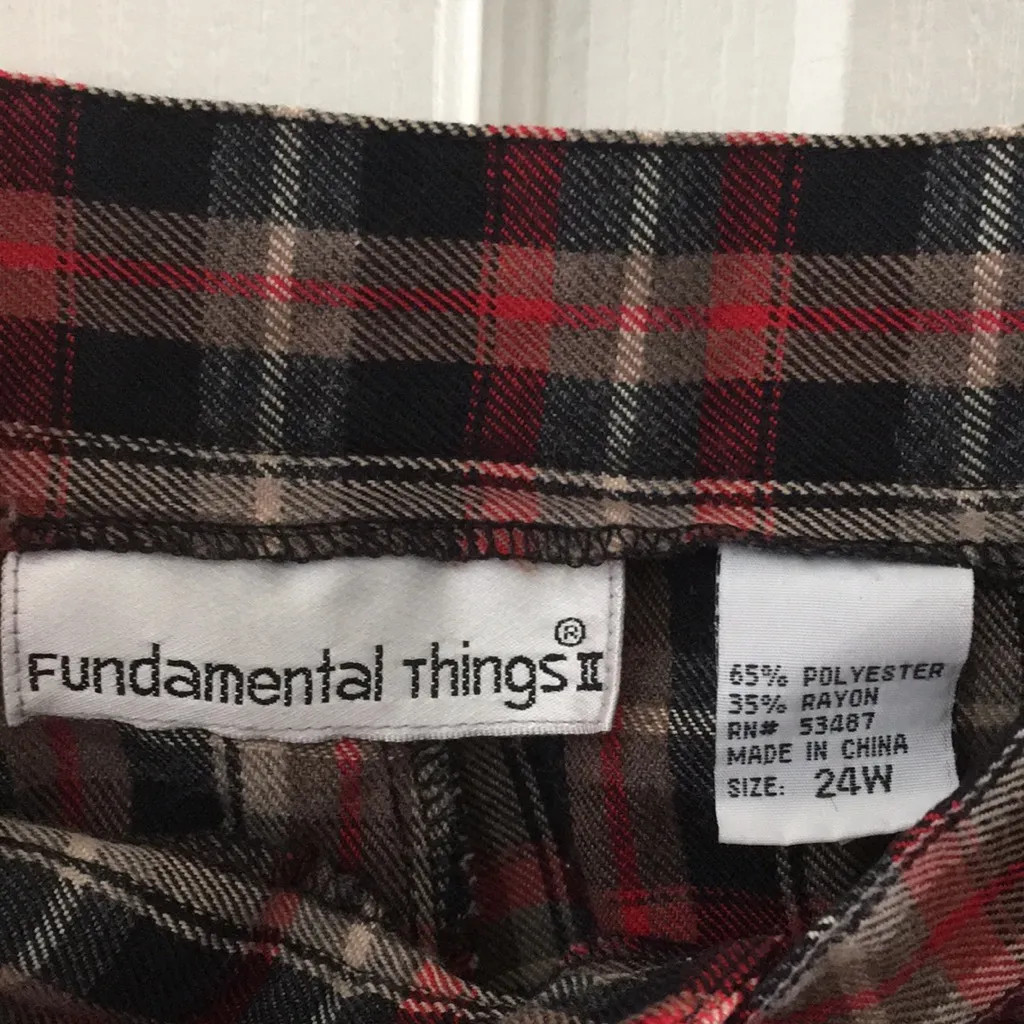 Fundamental Things® II
65% POLYESTER
35% RAYON
RN# 53487
MADE IN CHINA
SIZE: 24W